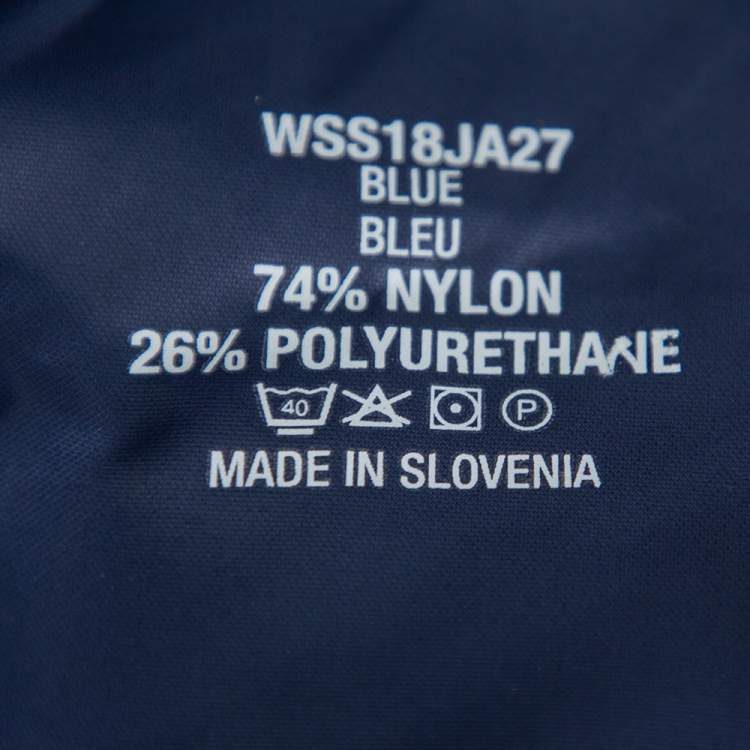 WSS18JA27
BLUE
BLEU
74% NYLON
26% POLYURETHANE
40 P
MADE IN SLOVENIA